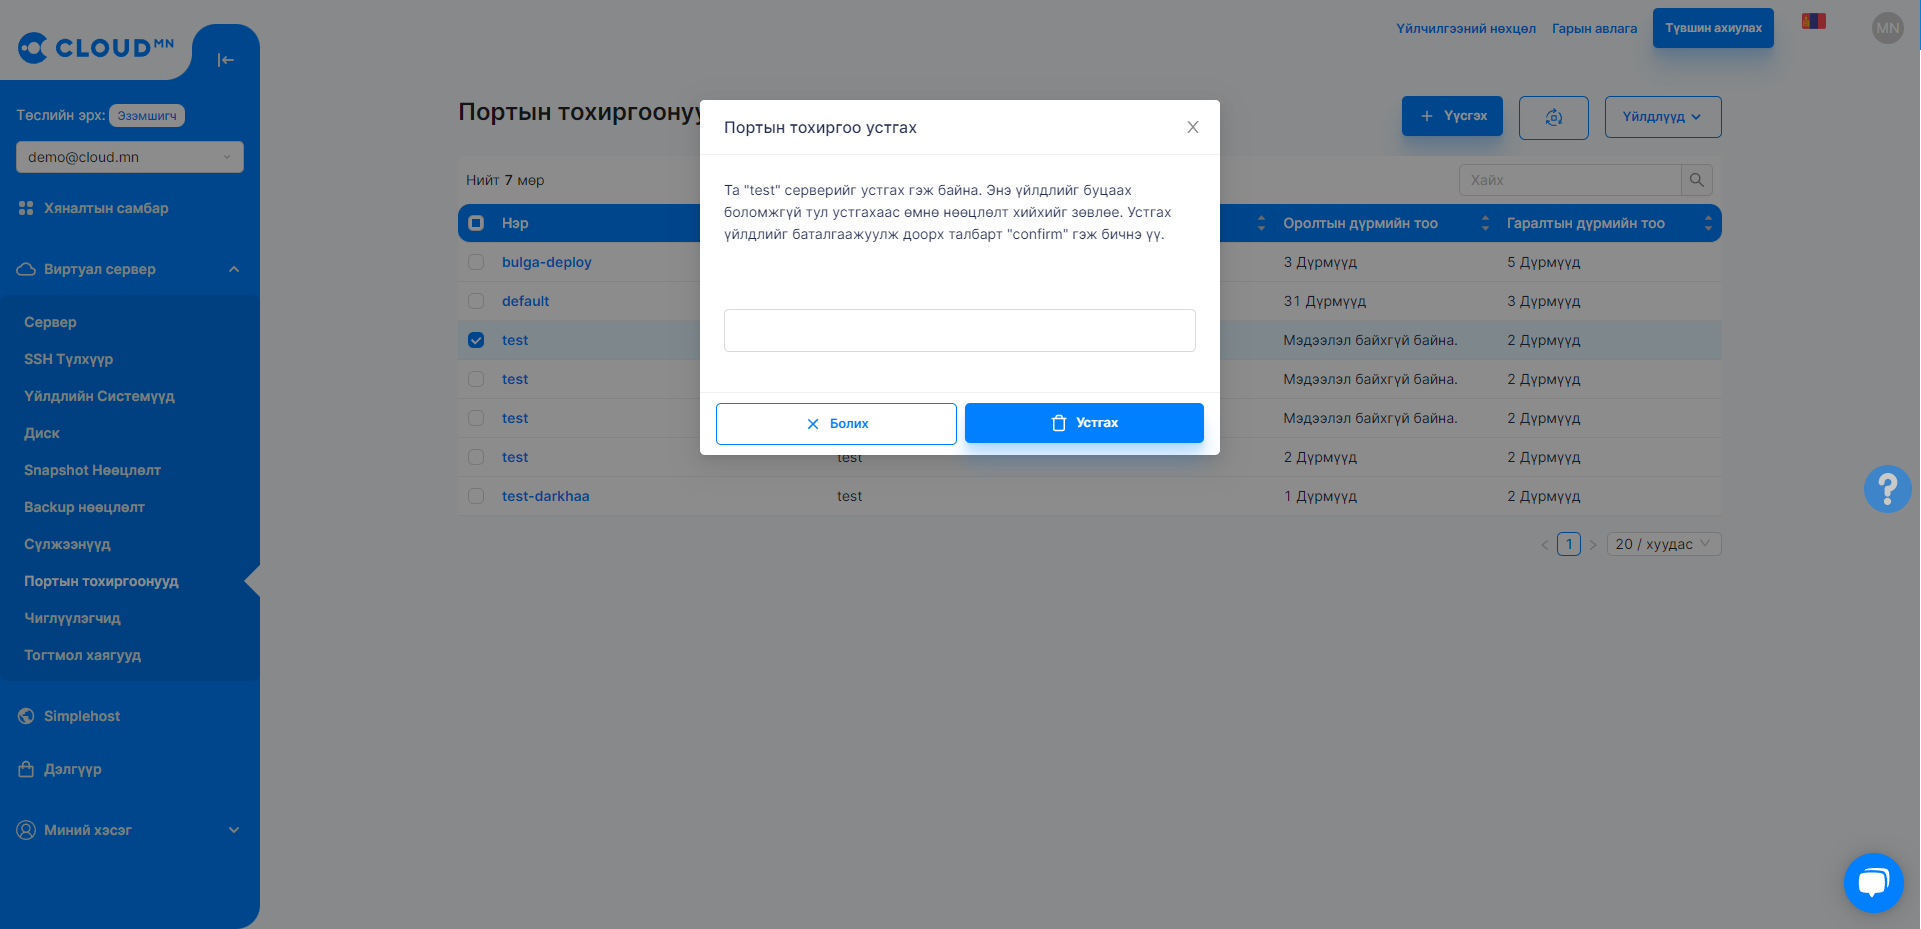 CLOUDMN
Үйлчилгээний нөхцөл
Гарын авлага
Түвшин ахиулах
MN
Төслийн эрх: Эзэмшигч
demo@cloud.mn
Хяналтын самбар
Виртуал сервер
Сервер
SSH Түлхүүр
Үйлдлийн Системүүд
Диск
Snapshot Нөөцлөлт
Backup нөөцлөлт
Сүлжээнүүд
Портын тохиргоонууд
Чиглүүлэгчид
Тогтмол хаягууд
Simplehost
Дэлгүүр
Миний хэсэг
Портын тохиргоону
Үүсгэх
Үйлдлүүд
Нийт 7 мөр
Хайх
Нэр
Оролтын дүрмийн тоо
Гаралтын дүрмийн тоо
bulga-deploy
3 Дүрмүүд
5 Дүрмүүд
default
31 Дүрмүүд
3 Дүрмүүд
test
Мэдээлэл байхгүй байна.
2 Дүрмүүд
test
Мэдээлэл байхгүй байна.
2 Дүрмүүд
test
Мэдээлэл байхгүй байна.
2 Дүрмүүд
test
test
2 Дүрмүүд
2 Дүрмүүд
test-darkhaa
test
1 Дүрмүүд
2 Дүрмүүд
1
20 / хуудас
Портын тохиргоо устгах
Та "test" серверийг устгах гэж байна. Энэ үйлдлийг буцаах
боломжгүй тул устгахаас өмнө нөөцлөлт хийхийг зөвлөе. Устгах
үйлдлийг баталгаажуулж доорх талбарт "confirm" гэж бичнэ үү.
Болих
Устгах
?